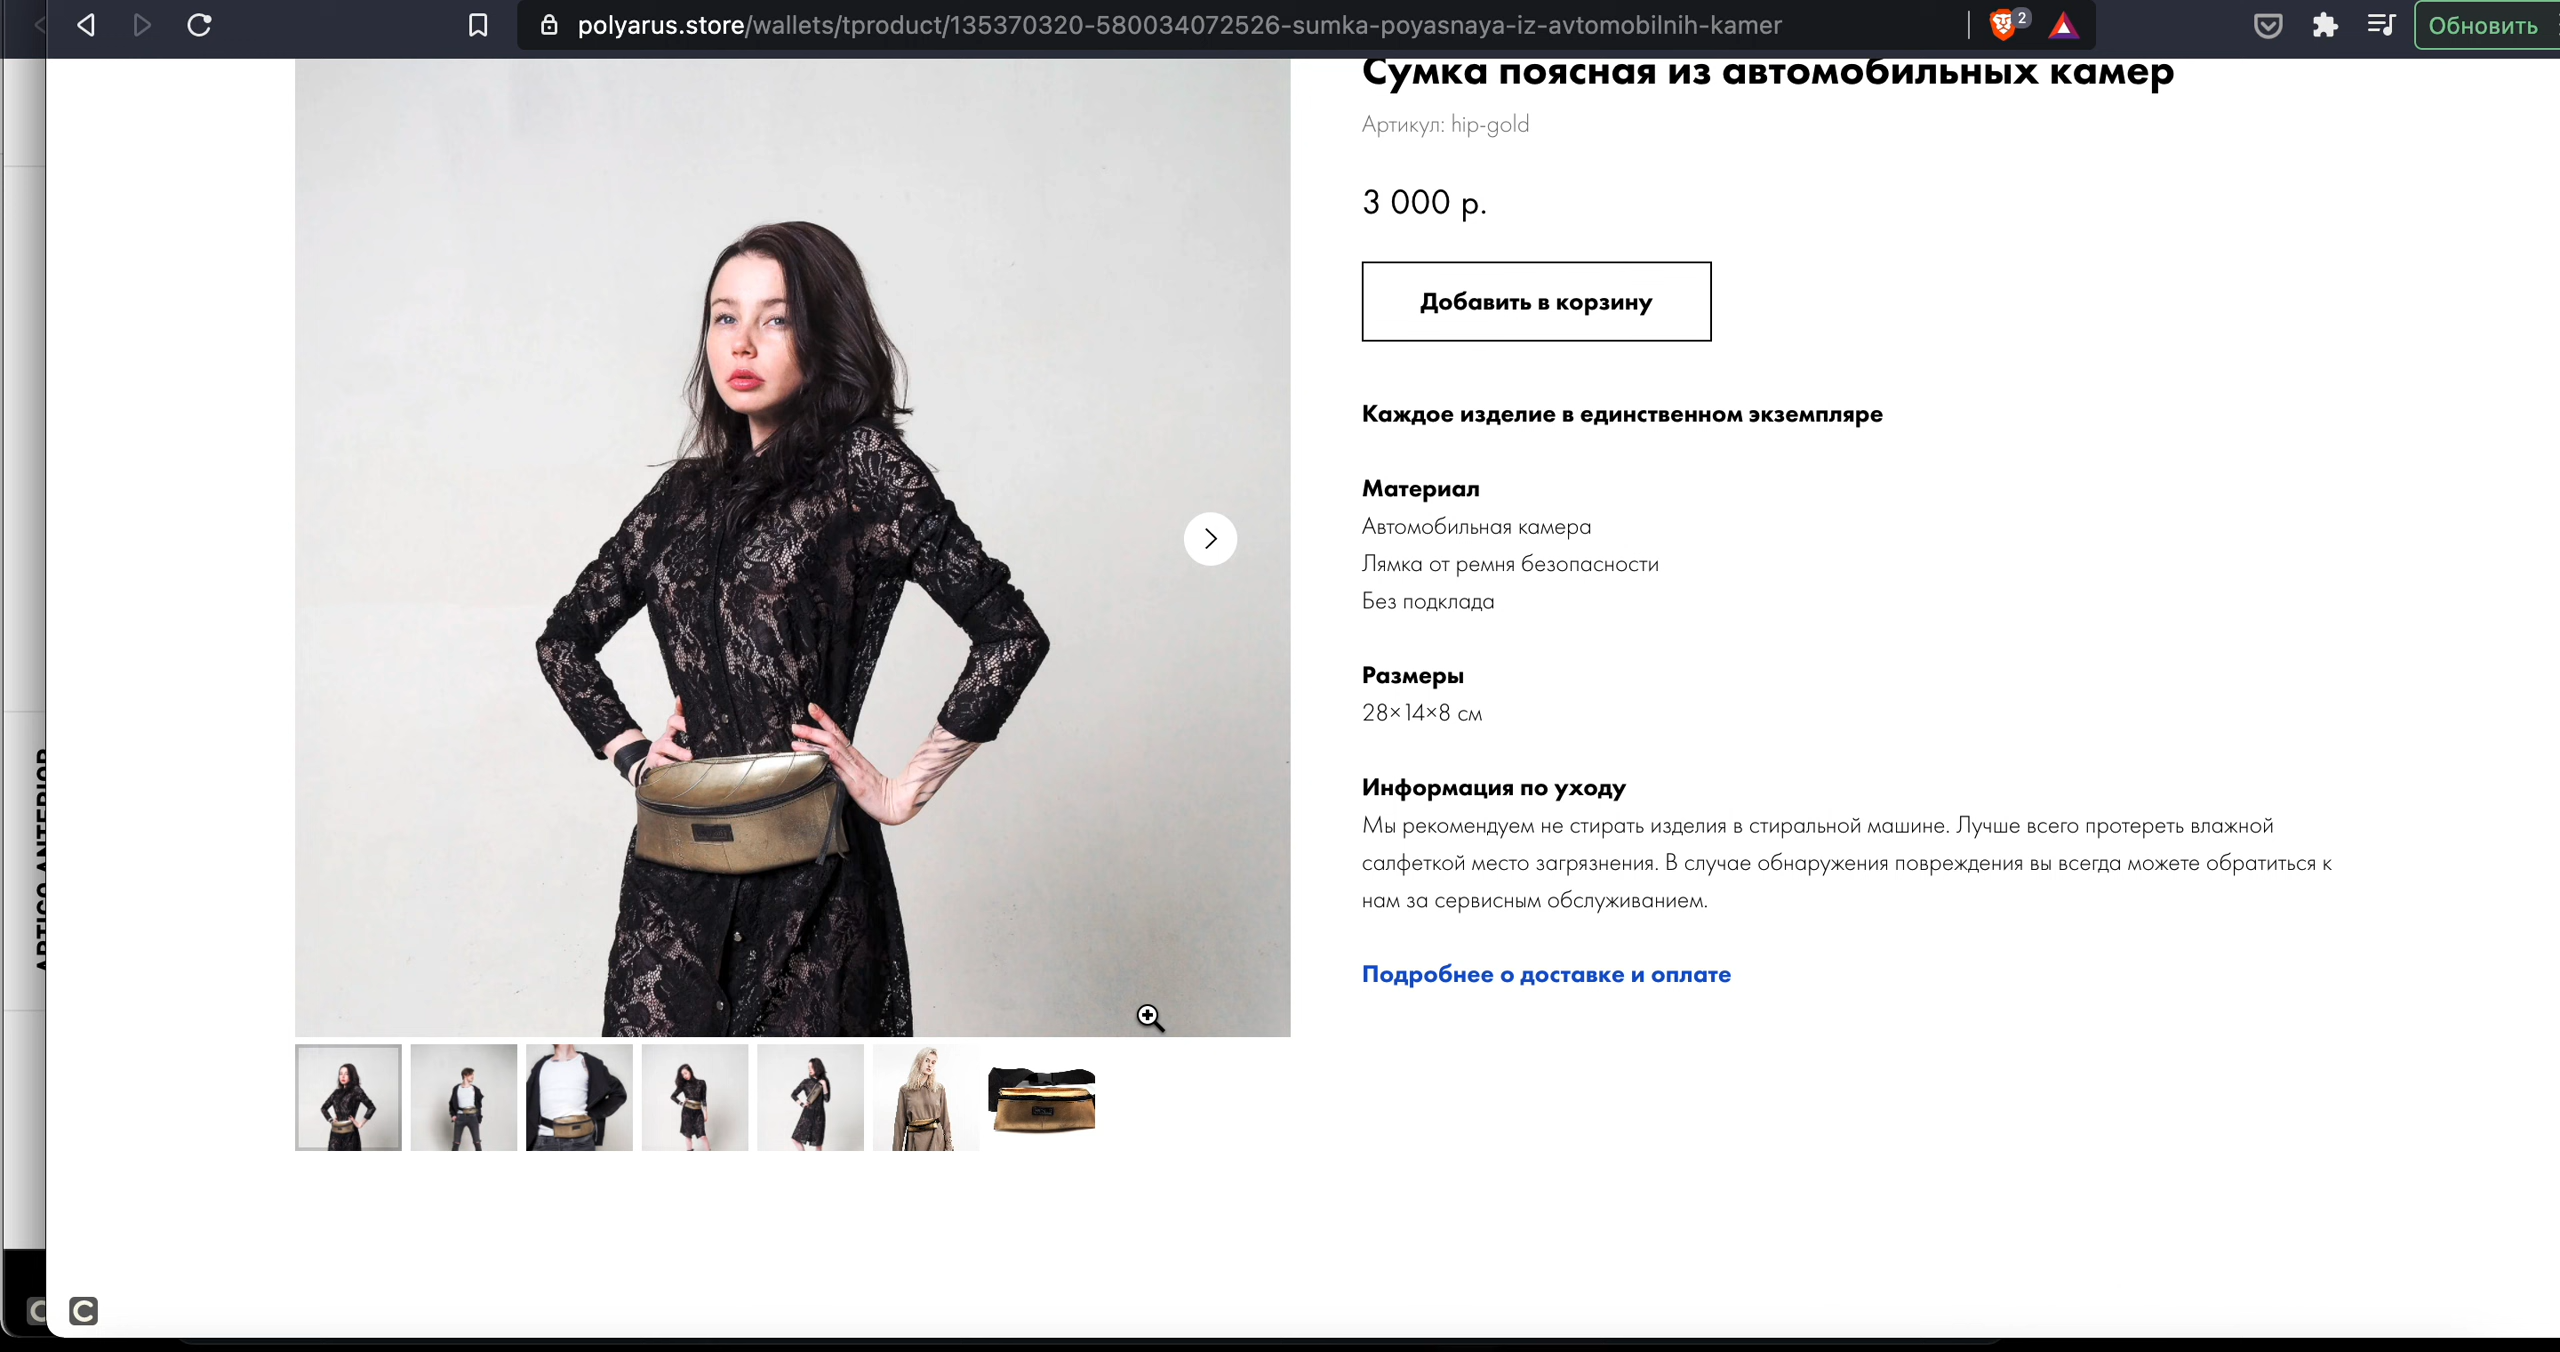 polyarus.store/wallets/tproduct/135370320-580034072526-sumka-poyasnaya-iz-avtomobilnih-kamer
2
Обновить
Сумка поясная из автомобильных камер
Артикул: hip-gold
3 000 р.
Добавить в корзину
Каждое изделие в единственном экземпляре
Материал
Автомобильная камера
Лямка от ремня безопасности
Без подклада
Размеры
28×14×8 см
Информация по уходу
Мы рекомендуем не стирать изделия в стиральной машине. Лучше всего протереть влажной
салфеткой место загрязнения. В случае обнаружения повреждения вы всегда можете обратиться к
нам за сервисным обслуживанием.
Подробнее о доставке и оплате
ARTIGO ANTERIOR
C
C